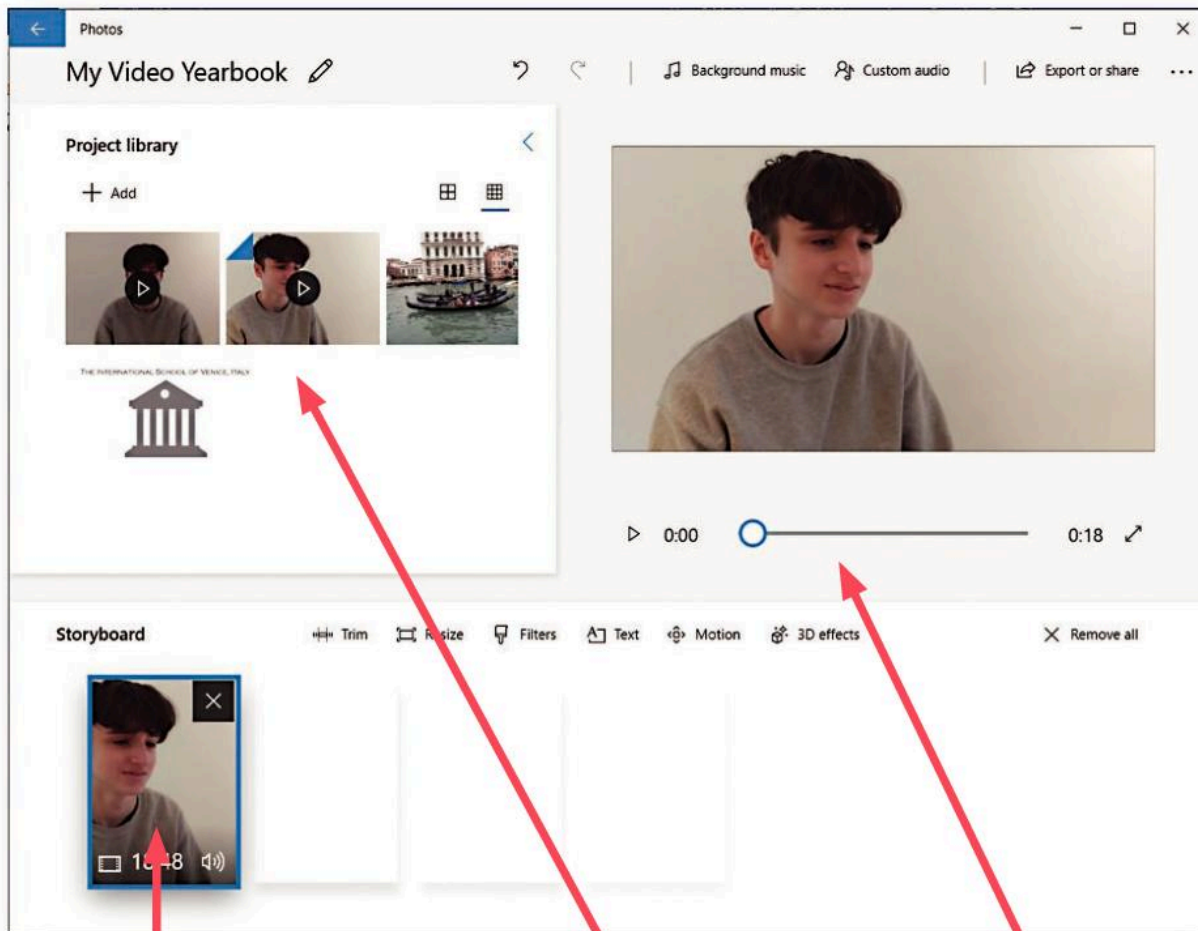 Photos
My Video Yearbook
Background music
Custom audio
Export or share
Project library
+ Add
THE INTERNATIONAL SCHOOL OF VENICE, ITALY
0:00
0:18
Storyboard
Trim
Resize
Filters
Text
Motion
3D effects
Remove all